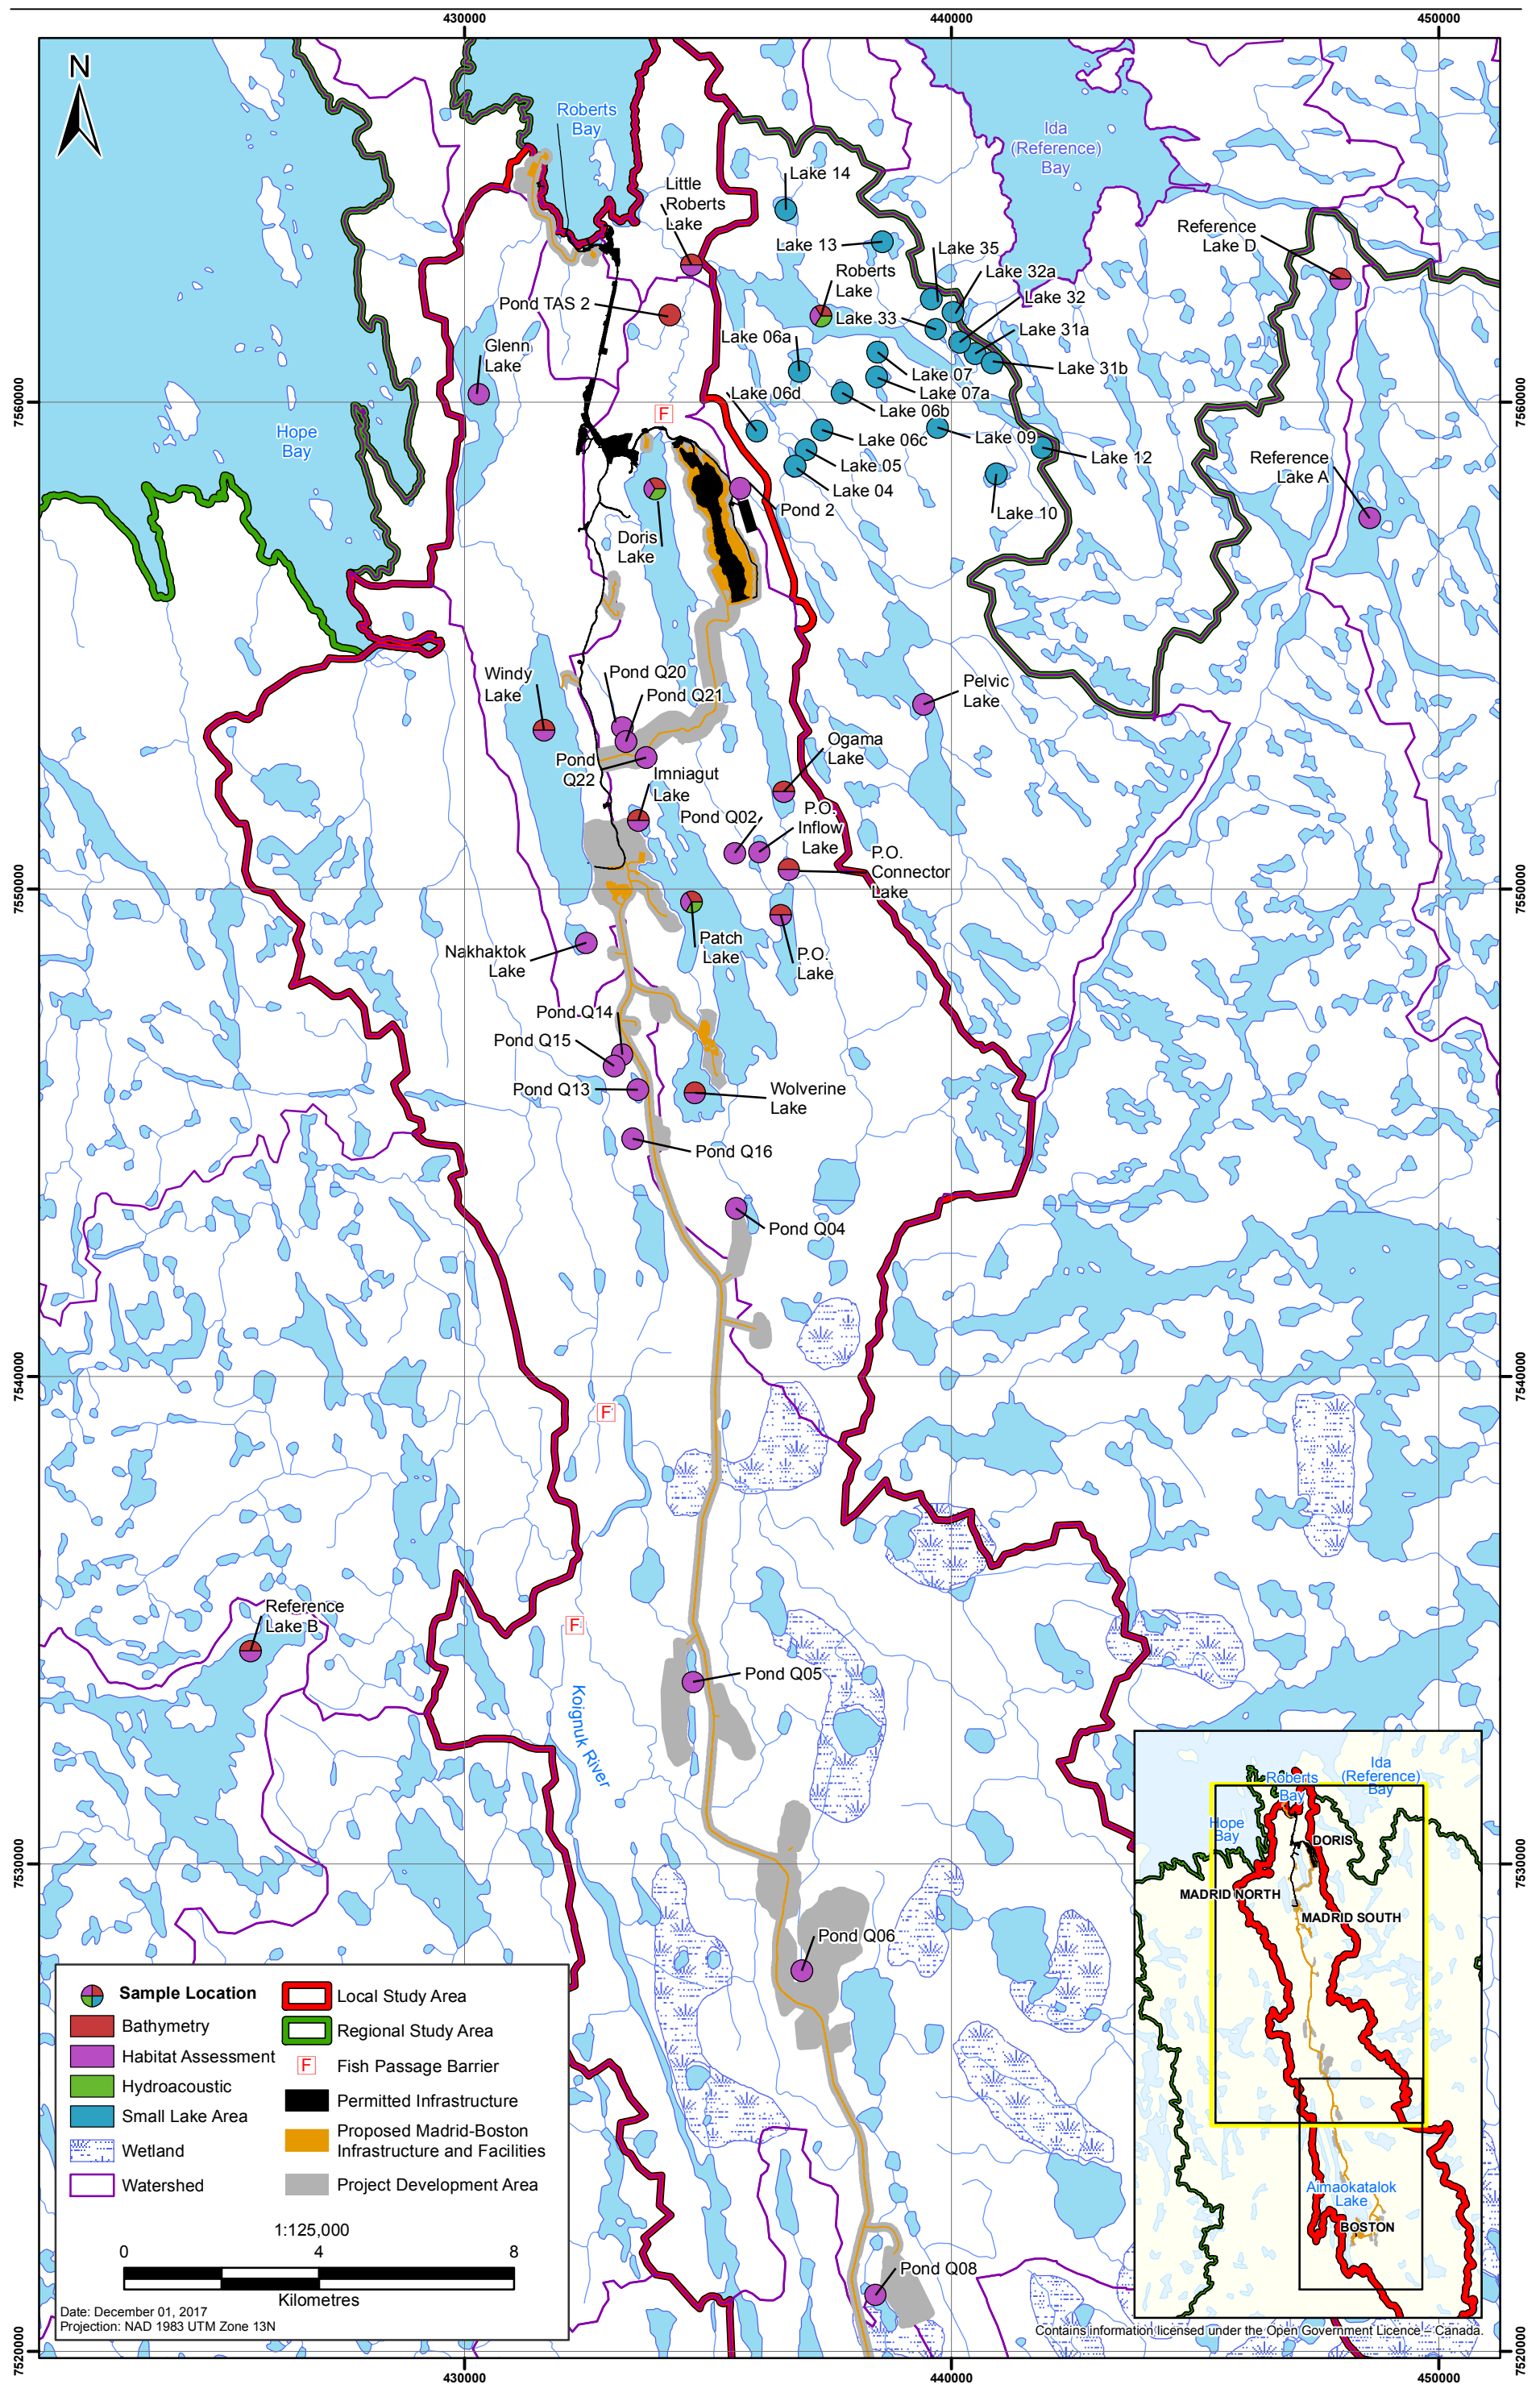 430000
440000
450000
N
Roberts
Bay
Ida
(Reference)
Bay
Lake 14
Little
Roberts
Lake
Reference
Lake D
Lake 13
Lake 35
Roberts
Lake
Lake 32a
Pond TAS 2
Lake 32
Lake 33
Lake 31a
Lake 06a
Glenn
Lake
Lake 31b
Lake 07
Lake 07a
Lake 06d
7560000
7560000
F
Lake 06b
Hope
Bay
Lake 06c
Lake 09
Lake 05
Lake 12
Reference
Lake A
Lake 04
Pond 2
Lake 10
Doris
Lake
Windy
Lake
Pond Q20
Pond Q21
Pelvic
Lake
Ogama
Lake
Pond
Q22
Imniagut
Lake
Pond Q02
P.O.
Inflow
Lake
P.O.
Connector
Lake
7550000
7550000
Patch
Lake
Nakhaktok
Lake
P.O.
Lake
Pond Q14
Pond Q15
Pond Q13
Wolverine
Lake
Pond Q16
Pond Q04
7540000
7540000
F
Reference
Lake B
F
Pond Q05
Koignuk River
7530000
7530000
Pond Q06
Pond Q08
Roberts
Bay
Ida
(Reference)
Bay
Hope
Bay
DORIS
MADRID NORTH
MADRID SOUTH
Aimaokatalok
Lake
BOSTON
Sample Location
Bathymetry
Habitat Assessment
Hydroacoustic
Small Lake Area
Wetland
Watershed
Local Study Area
Regional Study Area
F
Fish Passage Barrier
Permitted Infrastructure
Proposed Madrid-Boston
Infrastructure and Facilities
Project Development Area
1:125,000
0 4 8
Kilometres
Date: December 01, 2017
Projection: NAD 1983 UTM Zone 13N
Contains information licensed under the Open Government Licence – Canada.
7520000
7520000
430000
440000
450000